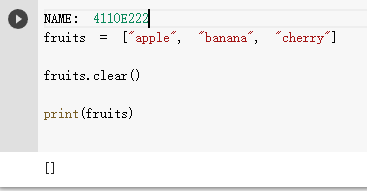 NAME: 4110E222
fruits = ["apple", "banana", "cherry"]
fruits.clear()
print(fruits)
[]